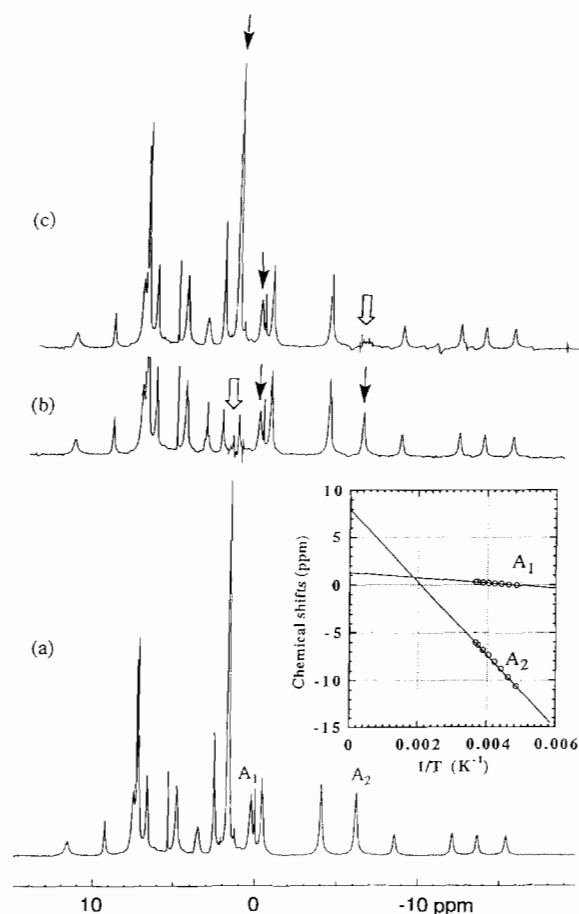 (c)
(b)
(a)
A1
A2
10
5
0
-5
-10
-15
Chemical shifts (ppm)
A1
A2
0
0.002
0.004
0.006
1/T (K-1)
10
0
-10 ppm